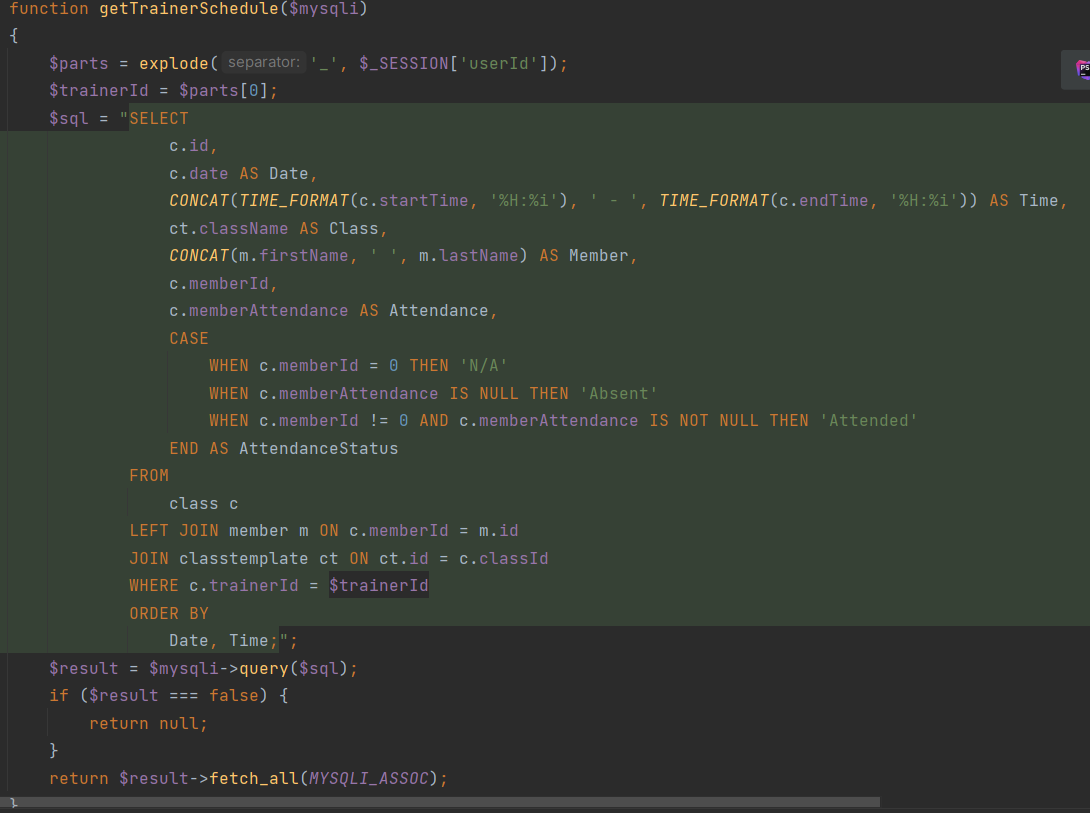 function getTrainerSchedule($mysqli)
{
    $parts = explode( separator: '_', $_SESSION['userId']);
    $trainerId = $parts[0];
    $sql = "SELECT
                c.id,
                c.date AS Date,
                CONCAT(TIME_FORMAT(c.startTime, '%H:%i'), ' - ', TIME_FORMAT(c.endTime, '%H:%i')) AS Time,
                ct.className AS Class,
                CONCAT(m.firstName, ' ', m.lastName) AS Member,
                c.memberId,
                c.memberAttendance AS Attendance,
                CASE
                    WHEN c.memberId = 0 THEN 'N/A'
                    WHEN c.memberAttendance IS NULL THEN 'Absent'
                    WHEN c.memberId != 0 AND c.memberAttendance IS NOT NULL THEN 'Attended'
                END AS AttendanceStatus
            FROM
                class c
            LEFT JOIN member m ON c.memberId = m.id
            JOIN classtemplate ct ON ct.id = c.classId
            WHERE c.trainerId = $trainerId
            ORDER BY
                Date, Time;";
    $result = $mysqli->query($sql);
    if ($result === false) {
        return null;
    }
    return $result->fetch_all(MYSQLI_ASSOC);
}
PS